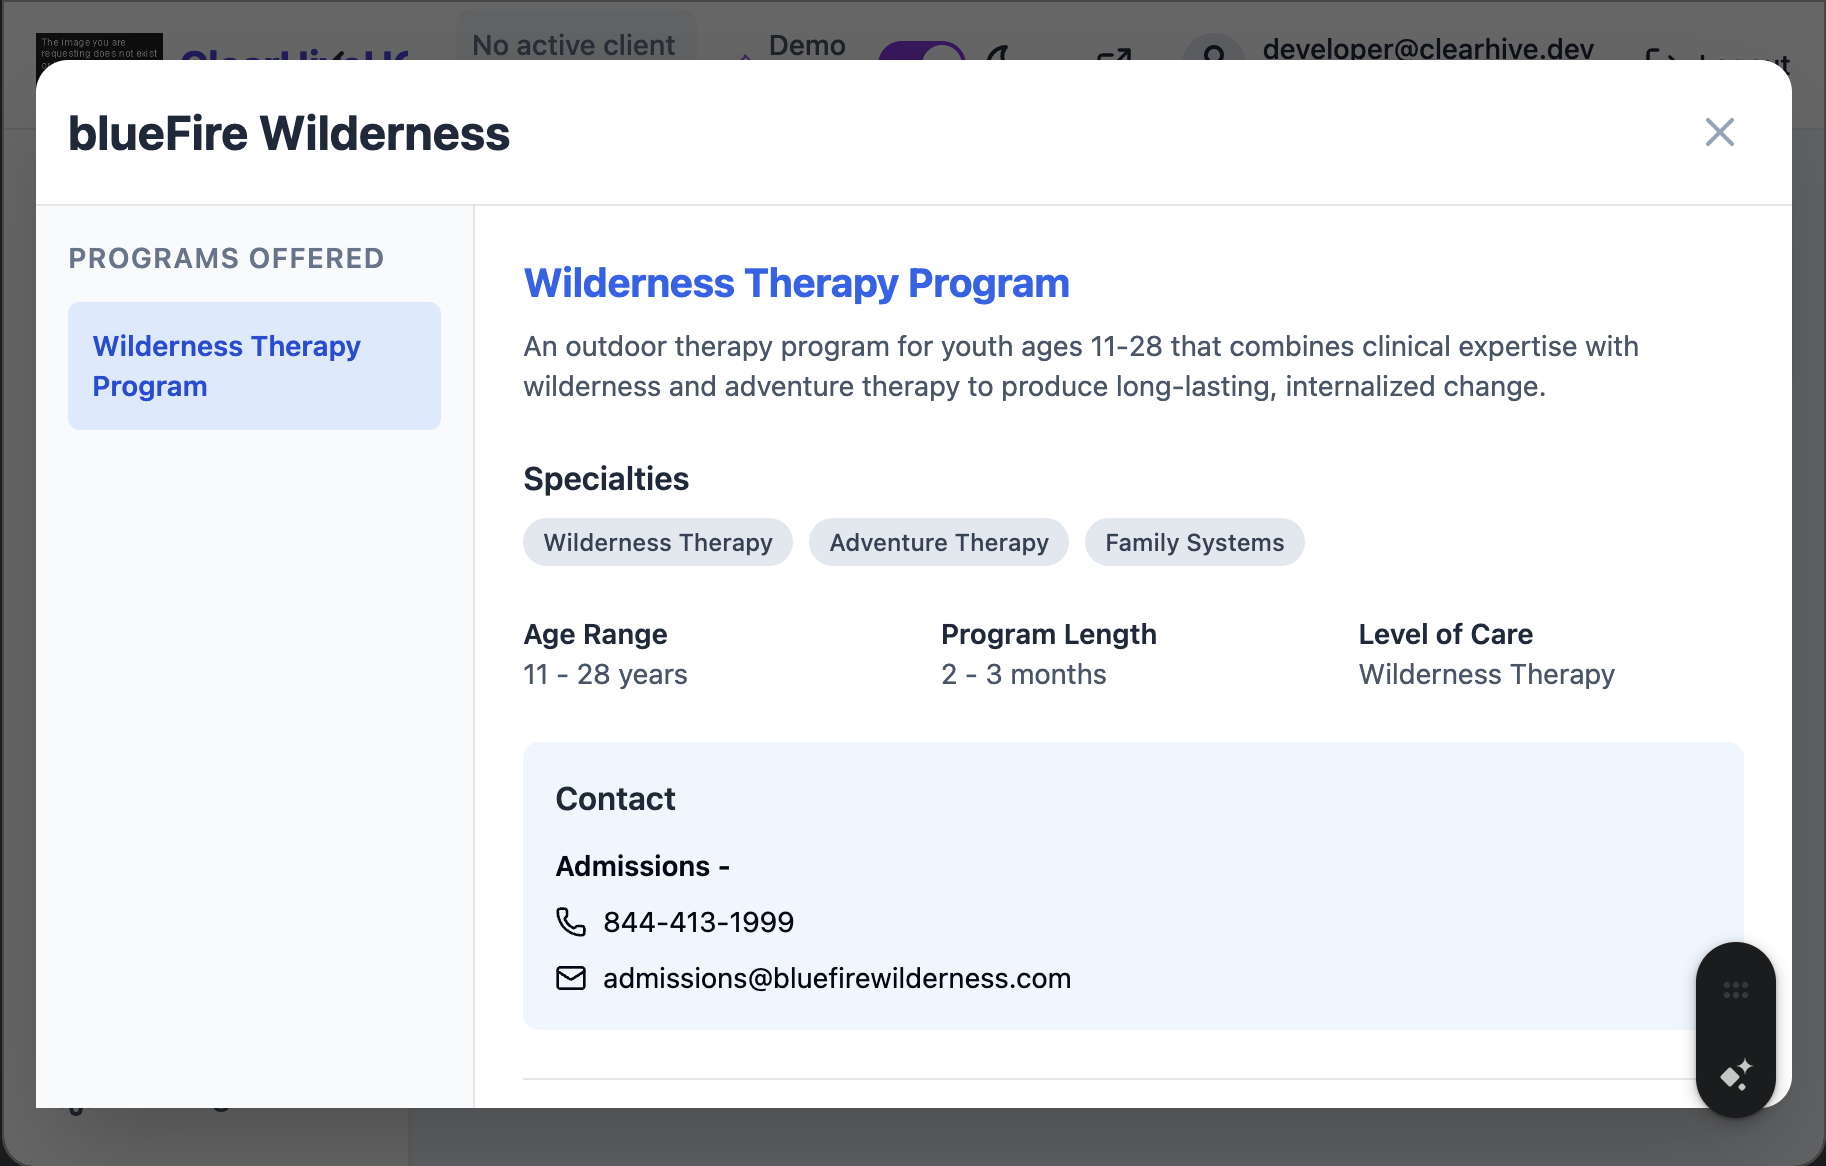 The image you are
requesting does not exist
No active client
Demo
developer@clearhive.dev
blueFire Wilderness
PROGRAMS OFFERED
Wilderness Therapy
Program
Wilderness Therapy Program
An outdoor therapy program for youth ages 11-28 that combines clinical expertise with
wilderness and adventure therapy to produce long-lasting, internalized change.
Specialties
Wilderness Therapy
Adventure Therapy
Family Systems
Age Range
11 - 28 years
Program Length
2 - 3 months
Level of Care
Wilderness Therapy
Contact
Admissions -
844-413-1999
admissions@bluefirewilderness.com